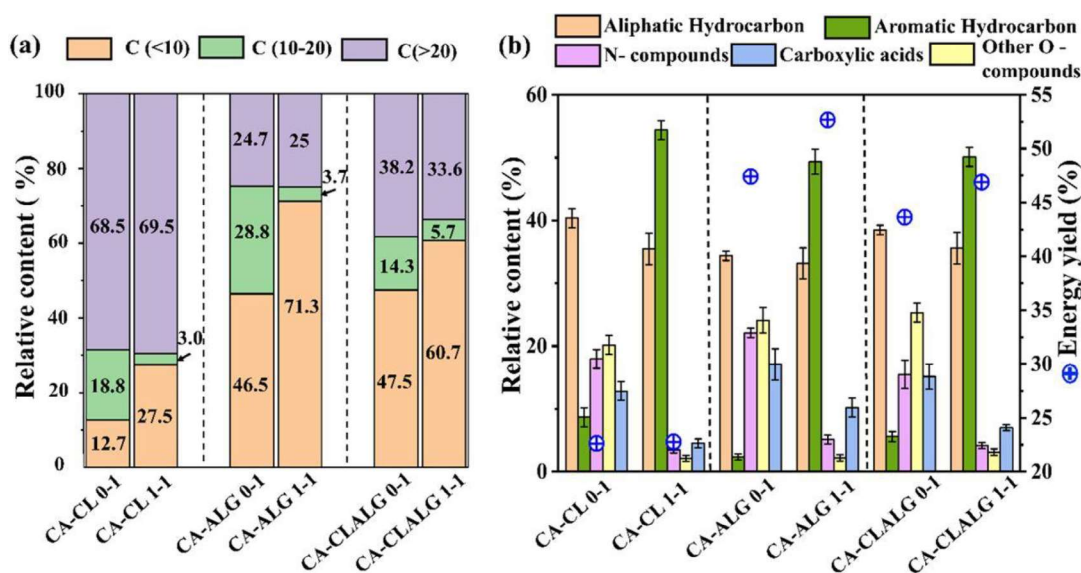 (a)
C (<10) C (10-20) C(>20)
Relative content (%)
100
80
60
40
20
0
68.5 69.5 24.7 25 38.2 33.6
18.8 3.0 28.8 3.7 14.3 5.7
12.7 27.5 46.5 71.3 47.5 60.7
CA-CL 0-1
CA-CL 1-1
CA-ALG 0-1
CA-ALG 1-1
CA-CLALG 0-1
CA-CLALG 1-1
(b)
Aliphatic Hydrocarbon Aromatic Hydrocarbon
N- compounds Carboxylic acids Other O -
compounds
Relative content (%)
60
40
20
0
CA-CL 0-1
CA-CL 1-1
CA-ALG 0-1
CA-ALG 1-1
CA-CLALG 0-1
CA-CLALG 1-1
55
50
45
40
35
30
25
20
Energy yield (%)